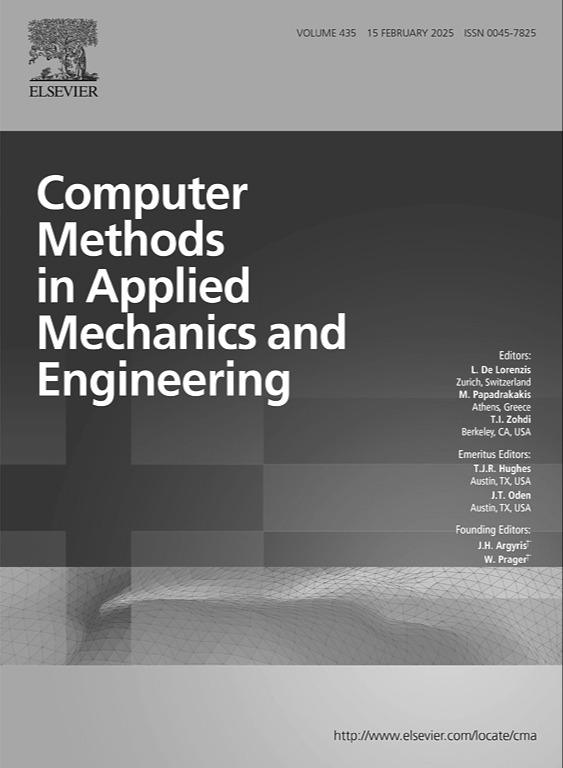 VOLUME 435 15 FEBRUARY 2025 ISSN 0045-7825
ELSEVIER
Computer
Methods
in Applied
Mechanics and
Engineering
Editors:
L. De Lorenzis
Zurich, Switzerland
M. Papadrakakis
Athens, Greece
T.I. Zohdi
Berkeley, CA, USA
Emeritus Editors:
T.J.R. Hughes
Austin, TX, USA
J.T. Oden
Austin, TX, USA
Founding Editors:
J.H. Argyris†
W. Prager†
http://www.elsevier.com/locate/cma